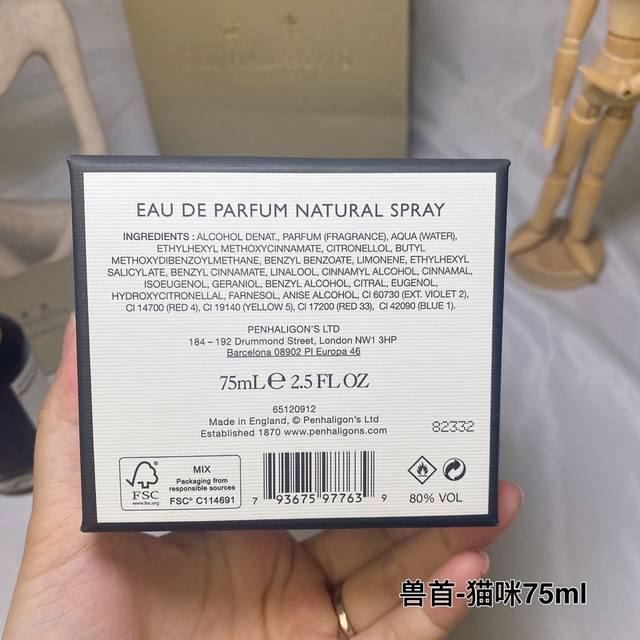 EAU DE PARFUM NATURAL SPRAY
INGREDIENTS : ALCOHOL DENAT., PARFUM (FRAGRANCE), AQUA (WATER),
ETHYLHEXYL METHOXYCINNAMATE, CITRONELLOL, BUTYL
METHOXYDIBENZOYLMETHANE, BENZYL BENZOATE, LIMONENE, ETHYLHEXYL
SALICYLATE, BENZYL CINNAMATE, LINALOOL, CINNAMYL ALCOHOL, CINNAMAL,
ISOEUGENOL, GERANIOL, BENZYL ALCOHOL, CITRAL, EUGENOL,
HYDROXYCITRONELLAL, FARNESOL, ANISE ALCOHOL, CI 60730 (EXT. VIOLET 2),
CI 14700 (RED 4), CI 19140 (YELLOW 5), CI 17200 (RED 33), CI 42090 (BLUE 1).
PENHALIGON'S LTD
184 – 192 Drummond Street, London NW1 3HP
Barcelona 08902 Pl Europa 46
75mL e 2.5 FL OZ
65120912
Made in England, © Penhaligon's Ltd
Established 1870 www.penhaligons.com
82332
FSC
www.fsc.org
MIX
Packaging from
responsible sources
FSC® C114691
7 93675 97763 9
80% VOL
兽首-猫咪75ml